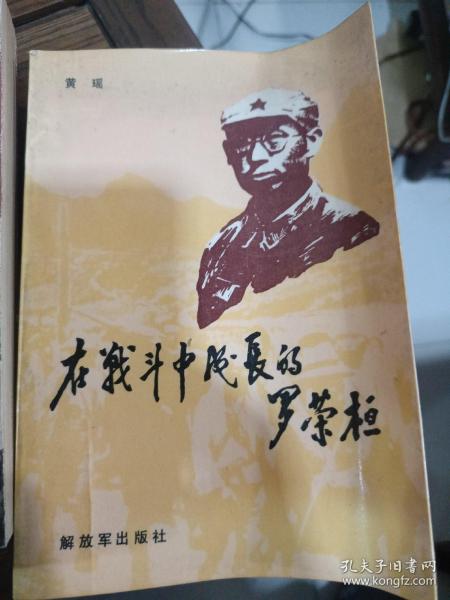 黄 瑶
在战斗中成長的
罗荣桓
解放军出版社
孔夫子旧书网
www.kongfz.com